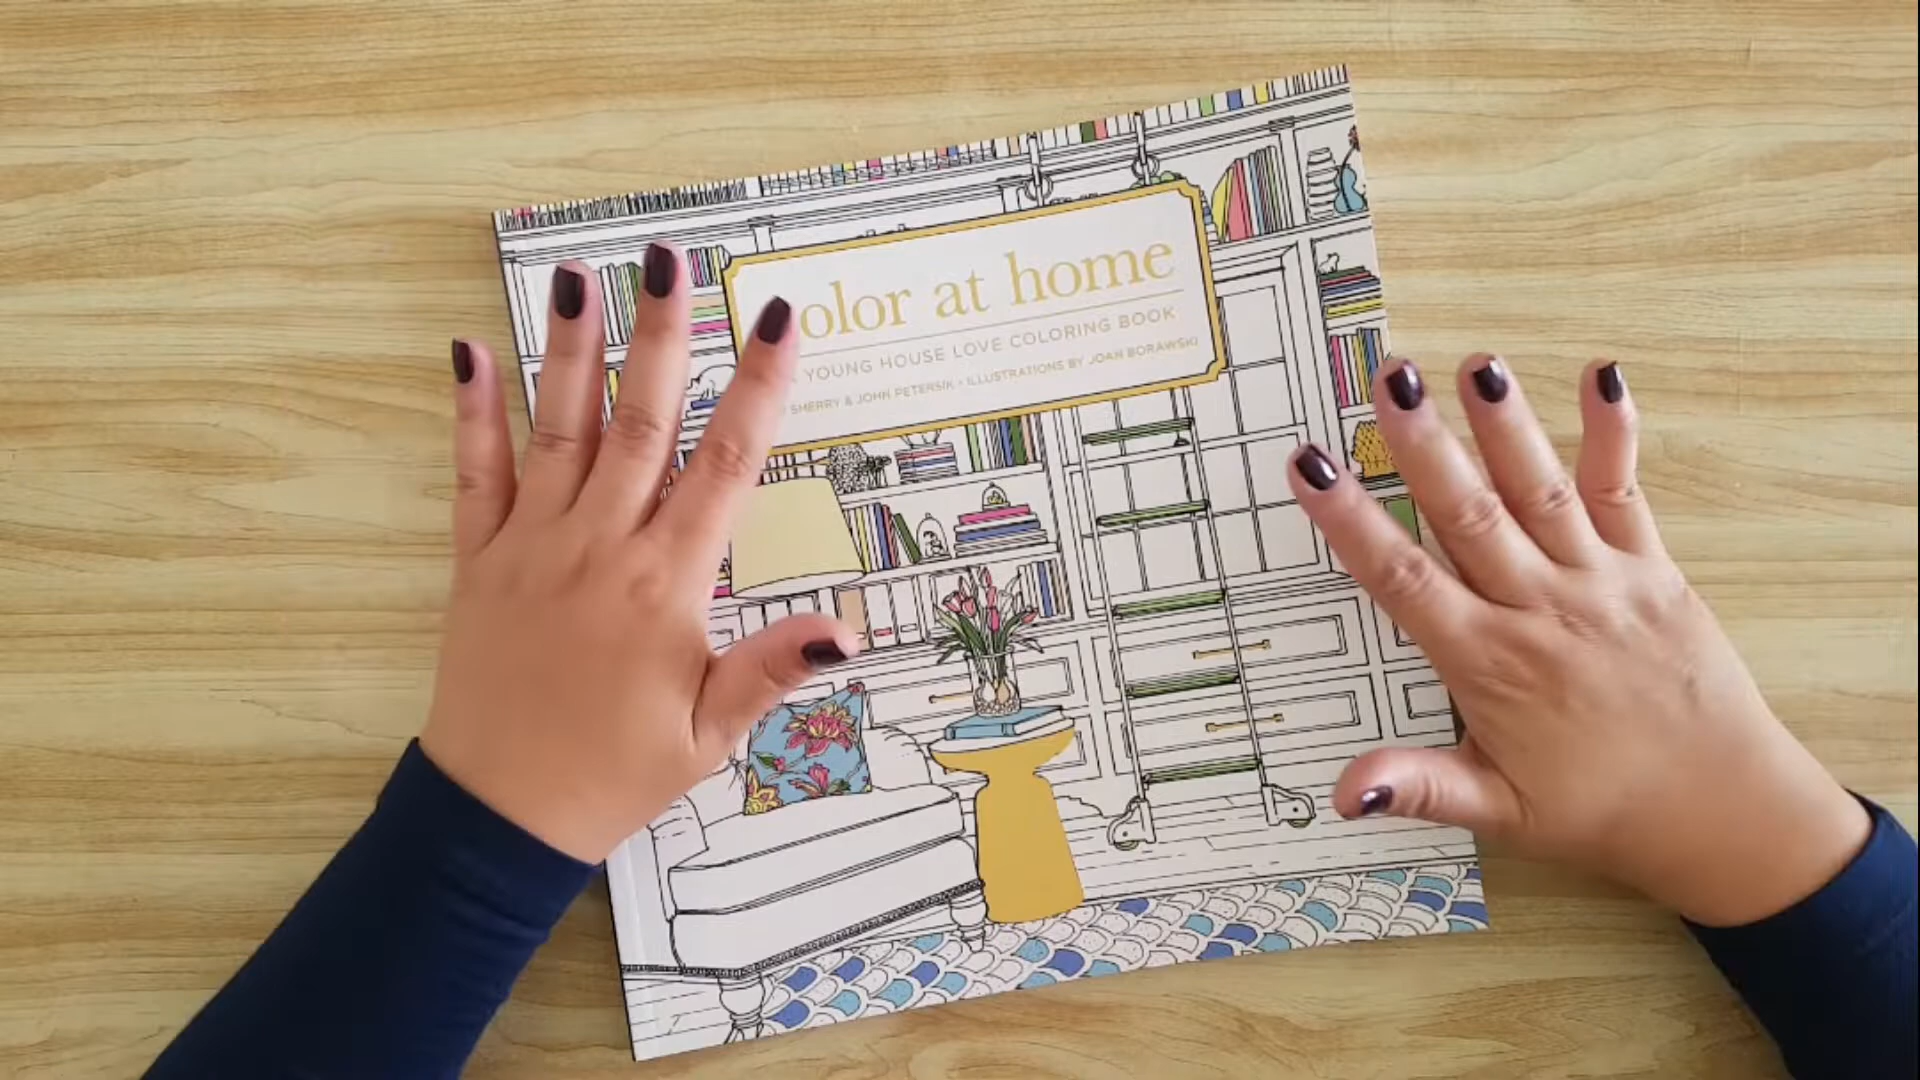 olor at home
YOUNG HOUSE LOVE COLORING BOOK
SHERRY & JOHN PETERSIK • ILLUSTRATIONS BY JOAN BORAWSKI